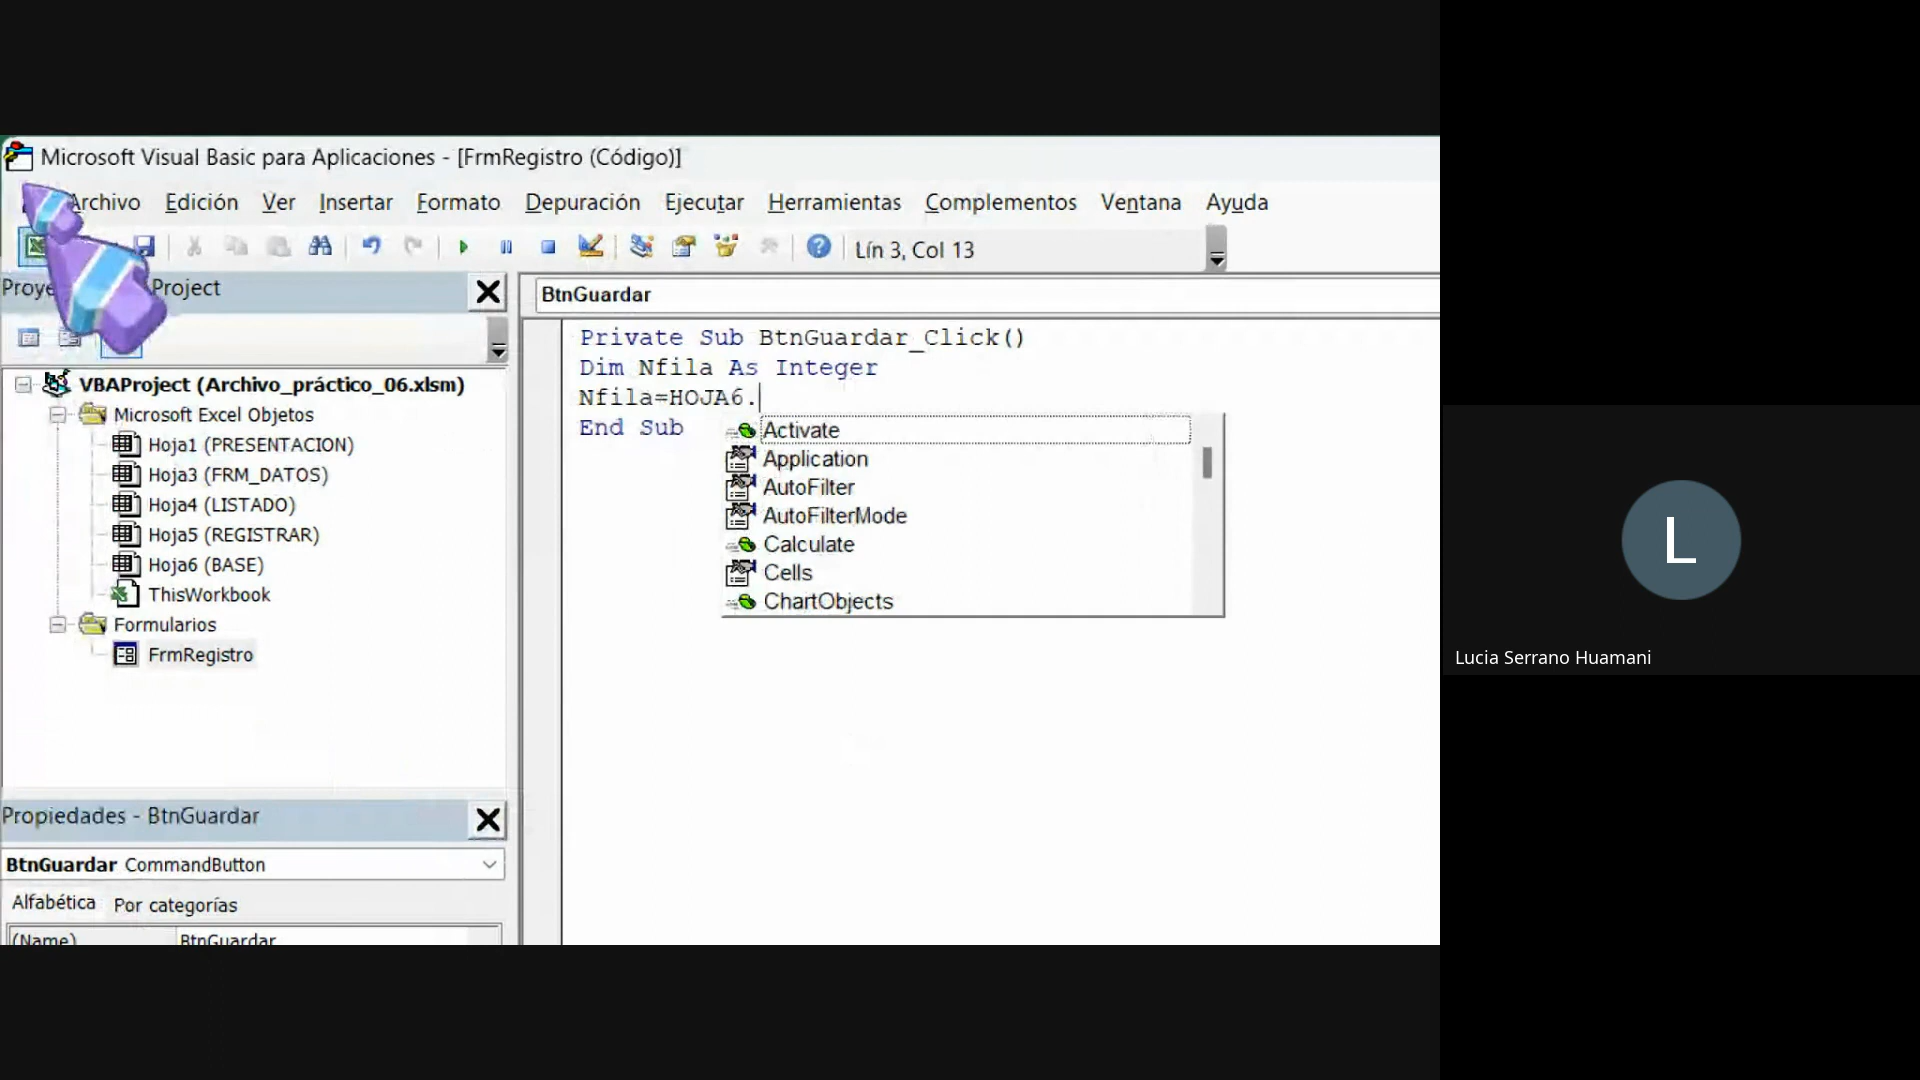 Microsoft Visual Basic para Aplicaciones - [FrmRegistro (Código)]
Archivo Edición Ver Insertar Formato Depuración Ejecutar Herramientas Complementos Ventana Ayuda
Lín 3, Col 13
Project
BtnGuardar
VBAProject (Archivo_práctico_06.xlsm)
Microsoft Excel Objetos
Hoja1 (PRESENTACION)
Hoja3 (FRM_DATOS)
Hoja4 (LISTADO)
Hoja5 (REGISTRAR)
Hoja6 (BASE)
ThisWorkbook
Formularios
FrmRegistro
Propiedades - BtnGuardar
BtnGuardar CommandButton
Alfabética Por categorías
(Name) BtnGuardar
Private Sub BtnGuardar_Click()
Dim Nfila As Integer
Nfila=HOJA6.
End Sub
Activate
Application
AutoFilter
AutoFilterMode
Calculate
Cells
ChartObjects
L
Lucia Serrano Huamani